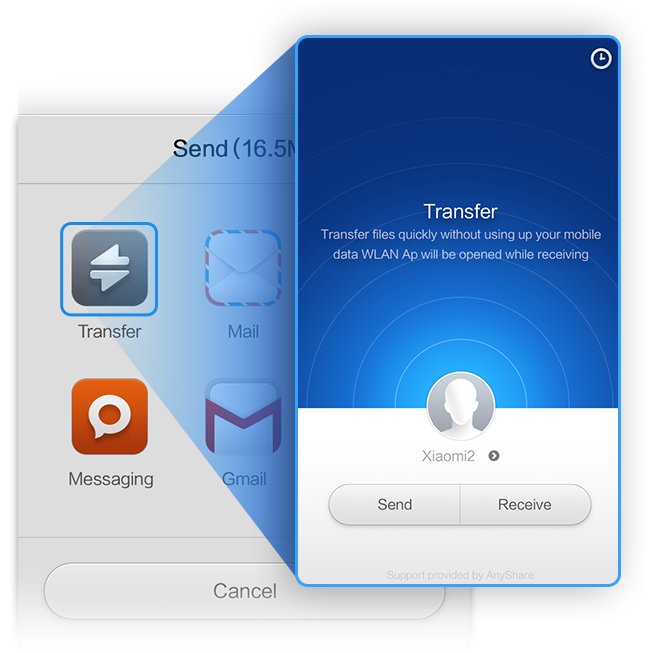 Send (16.5M
Transfer
Mail
Messaging
Gmail
Cancel
Transfer
Transfer files quickly without using up your mobile
data WLAN Ap will be opened while receiving
Xiaomi2
Send
Receive
Support provided by AnyShare